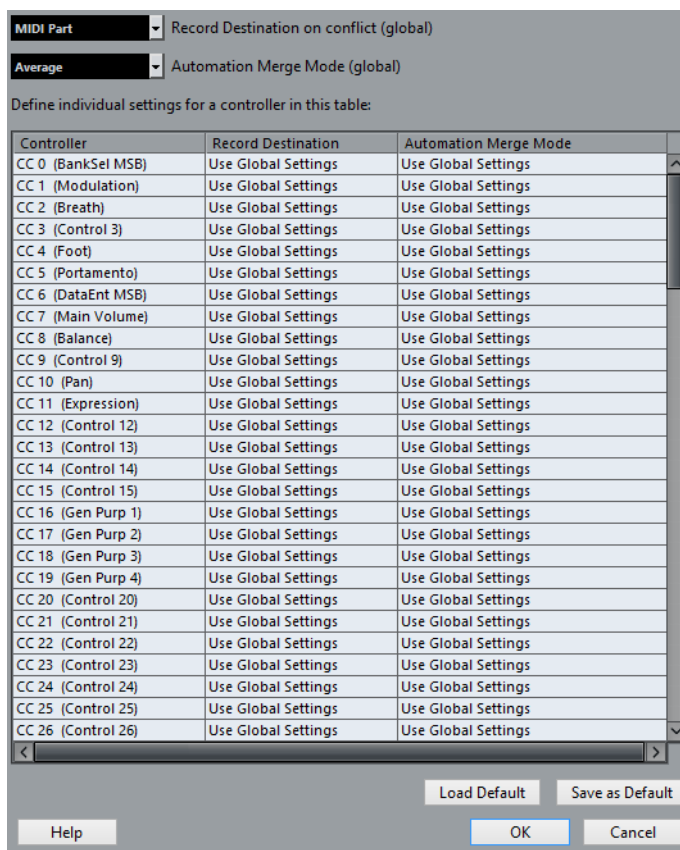 MIDI Part Record Destination on conflict (global)
Average Automation Merge Mode (global)
Define individual settings for a controller in this table:
Controller Record Destination Automation Merge Mode
CC 0 (BankSel MSB) Use Global Settings Use Global Settings
CC 1 (Modulation) Use Global Settings Use Global Settings
CC 2 (Breath) Use Global Settings Use Global Settings
CC 3 (Control 3) Use Global Settings Use Global Settings
CC 4 (Foot) Use Global Settings Use Global Settings
CC 5 (Portamento) Use Global Settings Use Global Settings
CC 6 (DataEnt MSB) Use Global Settings Use Global Settings
CC 7 (Main Volume) Use Global Settings Use Global Settings
CC 8 (Balance) Use Global Settings Use Global Settings
CC 9 (Control 9) Use Global Settings Use Global Settings
CC 10 (Pan) Use Global Settings Use Global Settings
CC 11 (Expression) Use Global Settings Use Global Settings
CC 12 (Control 12) Use Global Settings Use Global Settings
CC 13 (Control 13) Use Global Settings Use Global Settings
CC 14 (Control 14) Use Global Settings Use Global Settings
CC 15 (Control 15) Use Global Settings Use Global Settings
CC 16 (Gen Purp 1) Use Global Settings Use Global Settings
CC 17 (Gen Purp 2) Use Global Settings Use Global Settings
CC 18 (Gen Purp 3) Use Global Settings Use Global Settings
CC 19 (Gen Purp 4) Use Global Settings Use Global Settings
CC 20 (Control 20) Use Global Settings Use Global Settings
CC 21 (Control 21) Use Global Settings Use Global Settings
CC 22 (Control 22) Use Global Settings Use Global Settings
CC 23 (Control 23) Use Global Settings Use Global Settings
CC 24 (Control 24) Use Global Settings Use Global Settings
CC 25 (Control 25) Use Global Settings Use Global Settings
CC 26 (Control 26) Use Global Settings Use Global Settings
Load Default Save as Default
Help OK Cancel